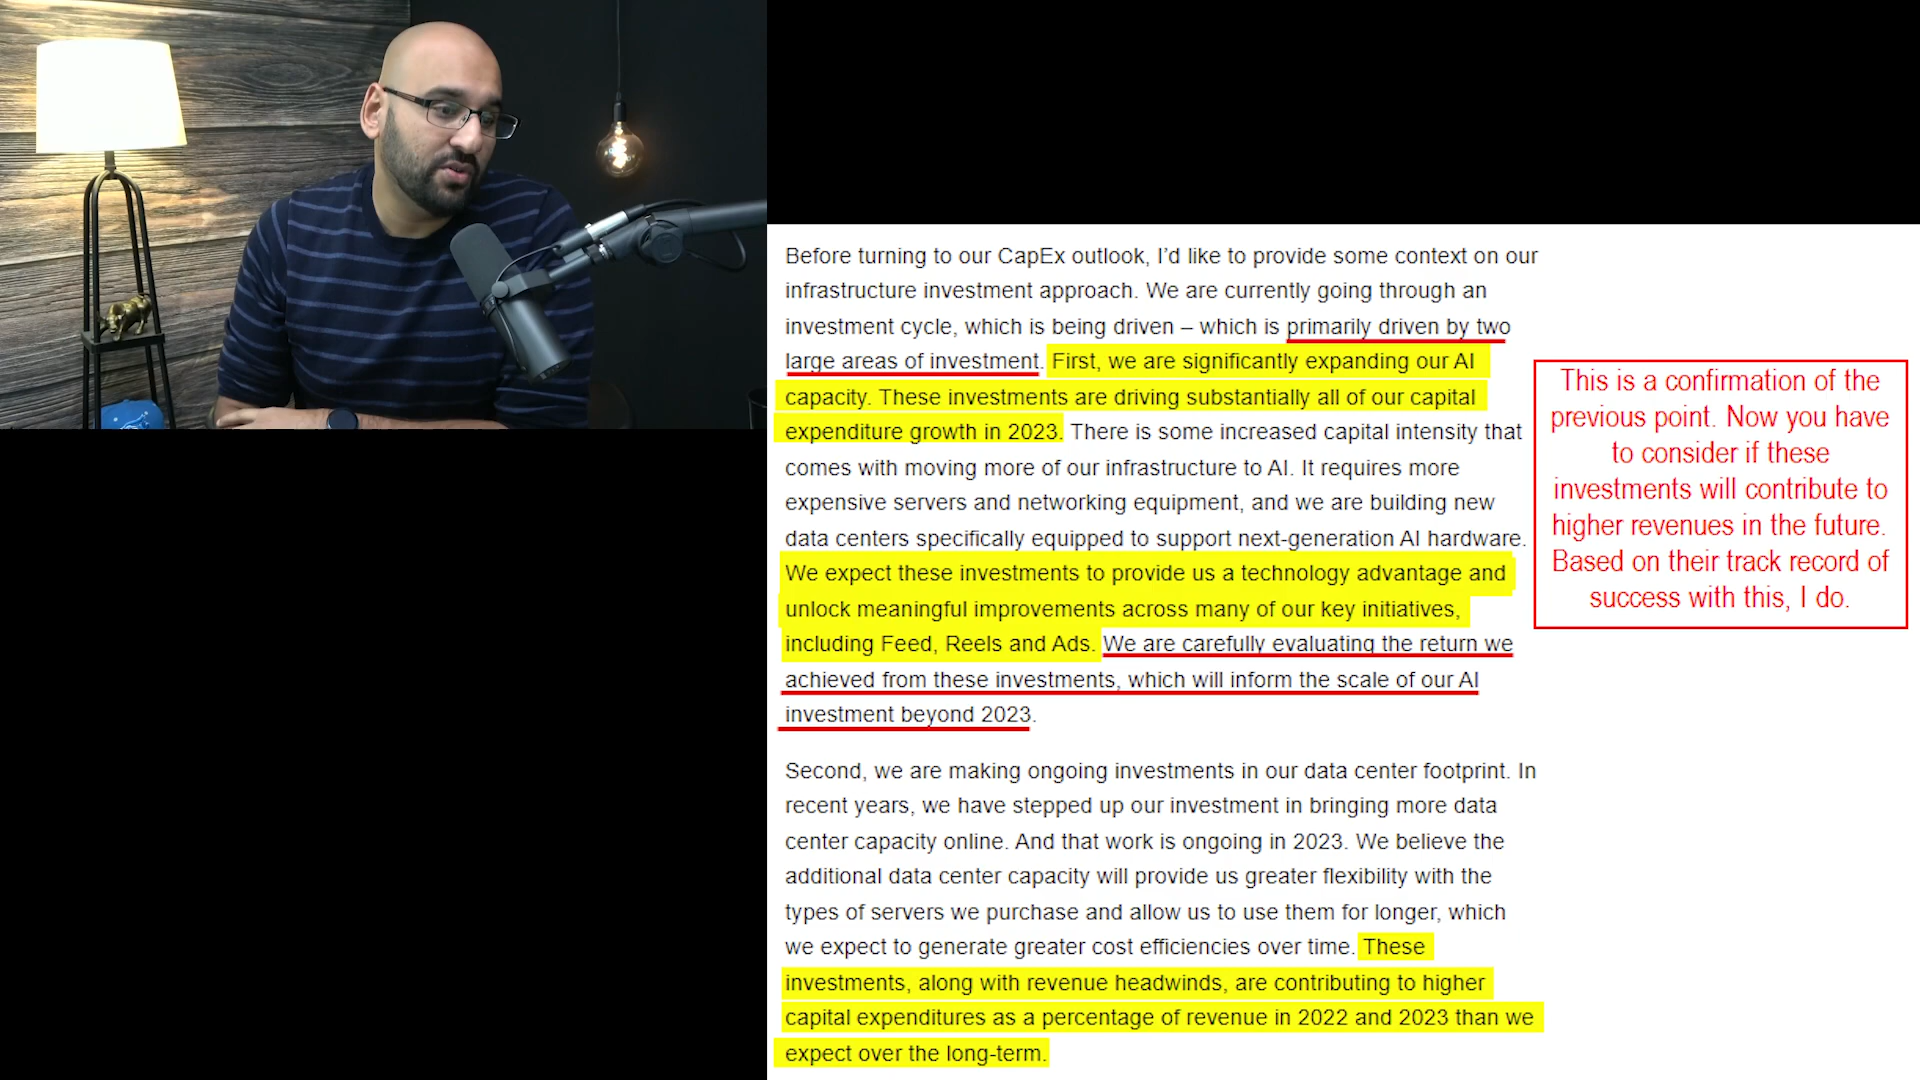 Before turning to our CapEx outlook, I’d like to provide some context on our
infrastructure investment approach. We are currently going through an
investment cycle, which is being driven – which is primarily driven by two
large areas of investment. First, we are significantly expanding our AI
capacity. These investments are driving substantially all of our capital
expenditure growth in 2023. There is some increased capital intensity that
comes with moving more of our infrastructure to AI. It requires more
expensive servers and networking equipment, and we are building new
data centers specifically equipped to support next-generation AI hardware.
We expect these investments to provide us a technology advantage and
unlock meaningful improvements across many of our key initiatives,
including Feed, Reels and Ads. We are carefully evaluating the return we
achieved from these investments, which will inform the scale of our AI
investment beyond 2023.
Second, we are making ongoing investments in our data center footprint. In
recent years, we have stepped up our investment in bringing more data
center capacity online. And that work is ongoing in 2023. We believe the
additional data center capacity will provide us greater flexibility with the
types of servers we purchase and allow us to use them for longer, which
we expect to generate greater cost efficiencies over time. These
investments, along with revenue headwinds, are contributing to higher
capital expenditures as a percentage of revenue in 2022 and 2023 than we
expect over the long-term.
This is a confirmation of the
previous point. Now you have
to consider if these
investments will contribute to
higher revenues in the future.
Based on their track record of
success with this, I do.